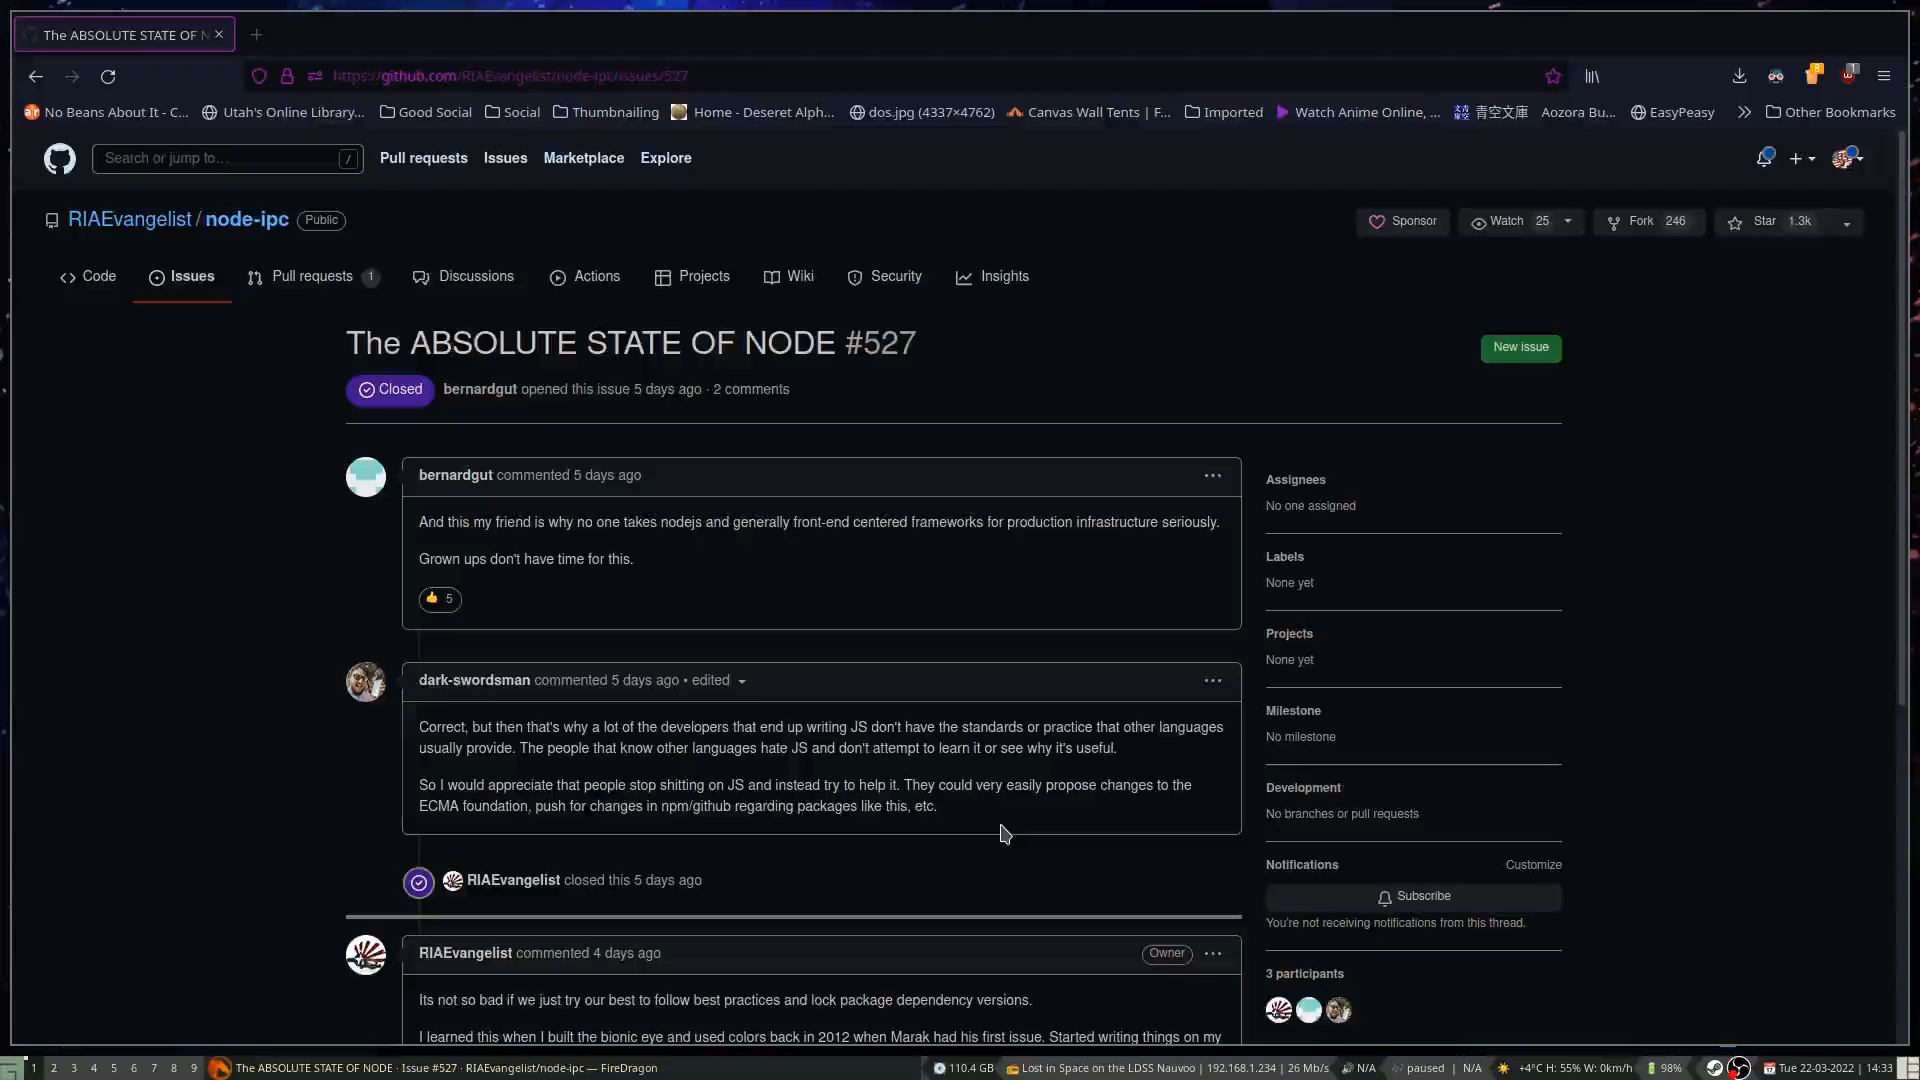 The ABSOLUTE STATE OF N
https://github.com/RIAEvangelist/node-ipc/issues/527
8
1
No Beans About It - C...
Utah's Online Library...
Good Social
Social
Thumbnailing
Home - Deseret Alph...
dos.jpg (4337×4762)
Canvas Wall Tents | F...
Imported
Watch Anime Online, ...
青空文庫 Aozora Bu...
EasyPeasy
Other Bookmarks
Search or jump to...
/
Pull requests
Issues
Marketplace
Explore
RIAEvangelist / node-ipc
Public
Sponsor
Watch 25
Fork 246
Star 1.3k
Code
Issues
Pull requests 1
Discussions
Actions
Projects
Wiki
Security
Insights
The ABSOLUTE STATE OF NODE #527
New issue
Closed
bernardgut opened this issue 5 days ago · 2 comments
bernardgut commented 5 days ago
And this my friend is why no one takes nodejs and generally front-end centered frameworks for production infrastructure seriously.
Grown ups don't have time for this.
👍 5
dark-swordsman commented 5 days ago • edited
Correct, but then that's why a lot of the developers that end up writing JS don't have the standards or practice that other languages
usually provide. The people that know other languages hate JS and don't attempt to learn it or see why it's useful.
So I would appreciate that people stop shitting on JS and instead try to help it. They could very easily propose changes to the
ECMA foundation, push for changes in npm/github regarding packages like this, etc.
RIAEvangelist closed this 5 days ago
RIAEvangelist commented 4 days ago
Owner
Its not so bad if we just try our best to follow best practices and lock package dependency versions.
I learned this when I built the bionic eye and used colors back in 2012 when Marak had his first issue. Started writing things on my
Assignees
No one assigned
Labels
None yet
Projects
None yet
Milestone
No milestone
Development
No branches or pull requests
Notifications
Customize
Subscribe
You're not receiving notifications from this thread.
3 participants
1 2 3 4 5 6 7 8 9
The ABSOLUTE STATE OF NODE · Issue #527 · RIAEvangelist/node-ipc — FireDragon
110.4 GB
Lost in Space on the LDSS Nauvoo | 192.168.1.234 | 26 Mb/s
N/A
paused | N/A
+4°C H: 55% W: 0km/h
98%
Tue 22-03-2022 | 14:33